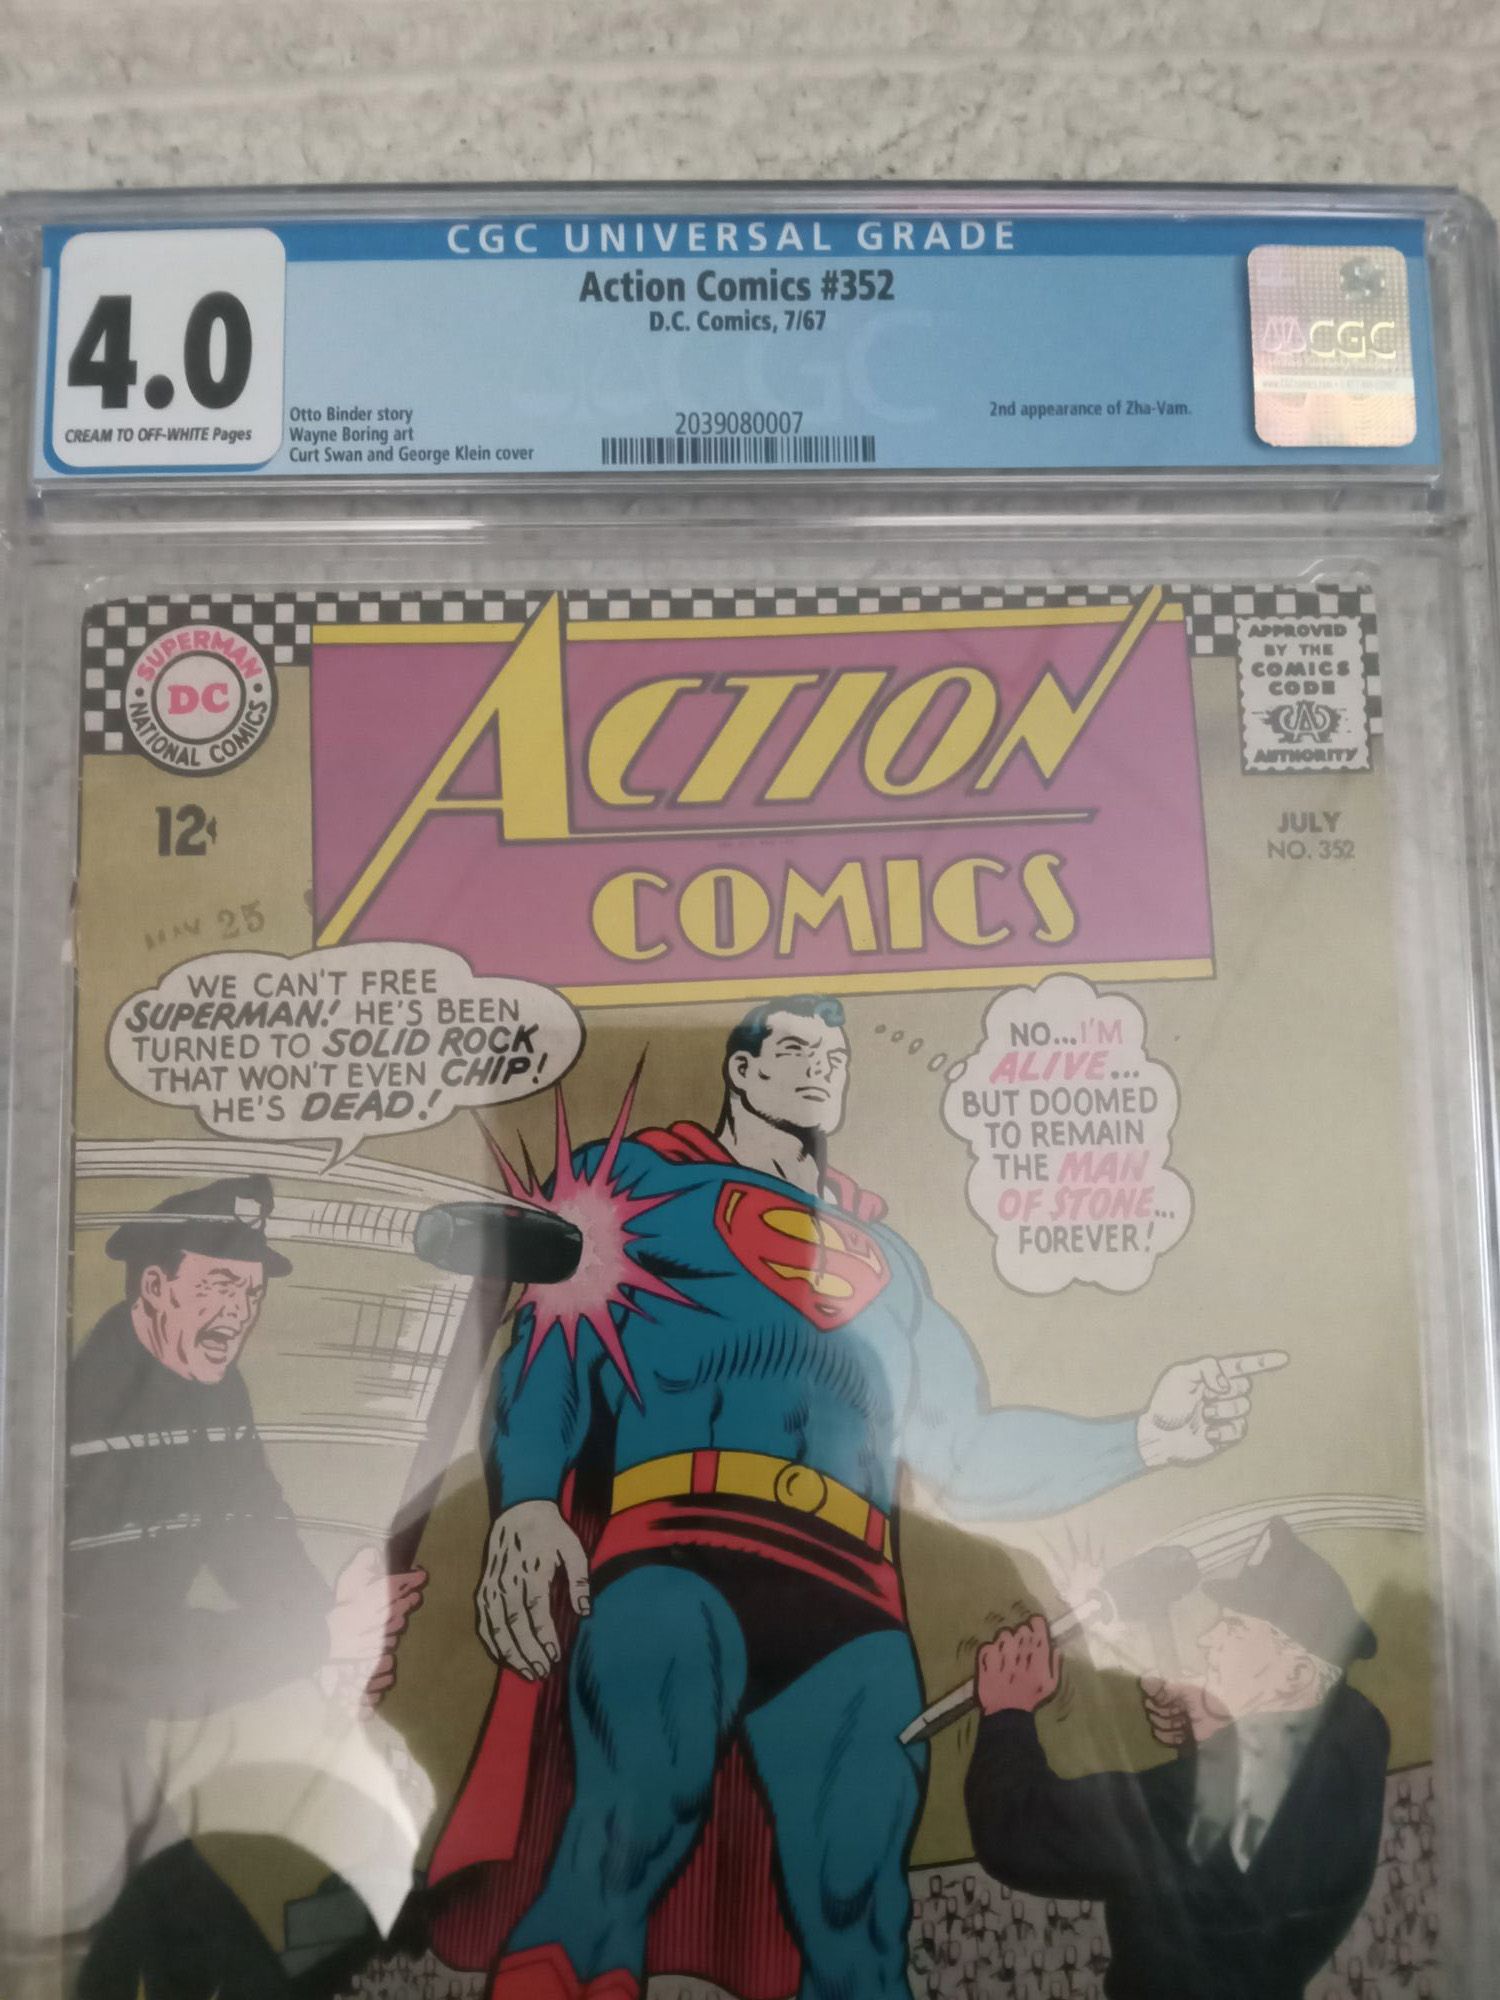 CGC UNIVERSAL GRADE
4.0
CREAM TO OFF-WHITE Pages
Action Comics #352
D.C. Comics, 7/67
Otto Binder story
Wayne Boring art
Curt Swan and George Klein cover
2039080007
2nd appearance of Zha-Vam.
CGC
SUPERMAN
DC
NATIONAL COMICS
12¢
ACTION
COMICS
APPROVED
BY THE
COMICS
CODE
AUTHORITY
JULY
NO. 352
MAY 25
WE CAN'T FREE
SUPERMAN! HE'S BEEN
TURNED TO SOLID ROCK
THAT WON'T EVEN CHIP!
HE'S DEAD!
NO...I'M
ALIVE...
BUT DOOMED
TO REMAIN
THE MAN
OF STONE...
FOREVER!
S